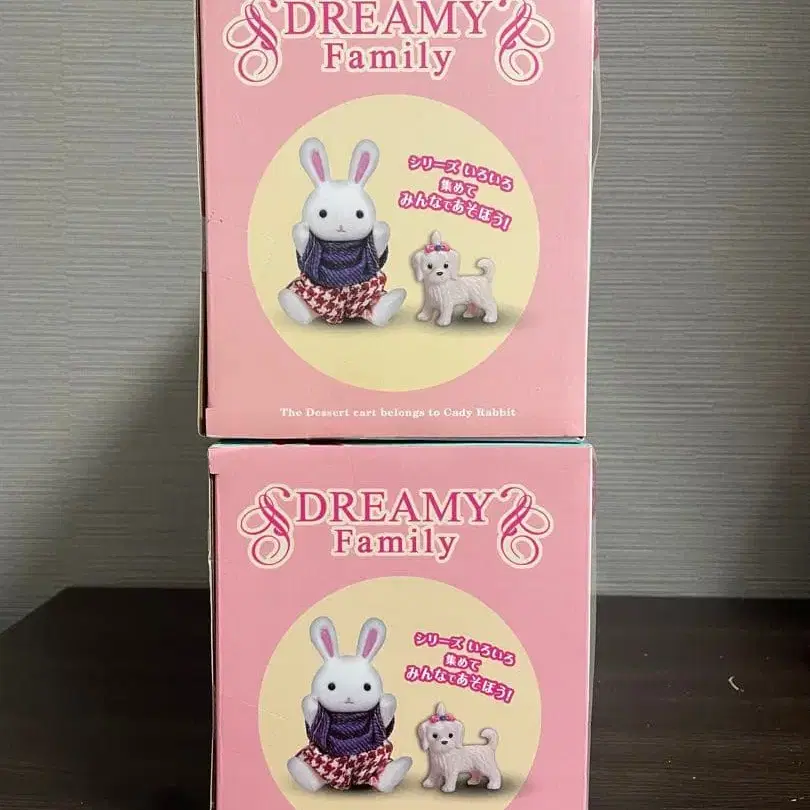 DREAMY
Family
シリーズ いろいろ
集めて
みんなであそぼう!
The Dessert cart belongs to Cady Rabbit
DREAMY
Family
シリーズ いろいろ
集めて
みんなであそぼう!